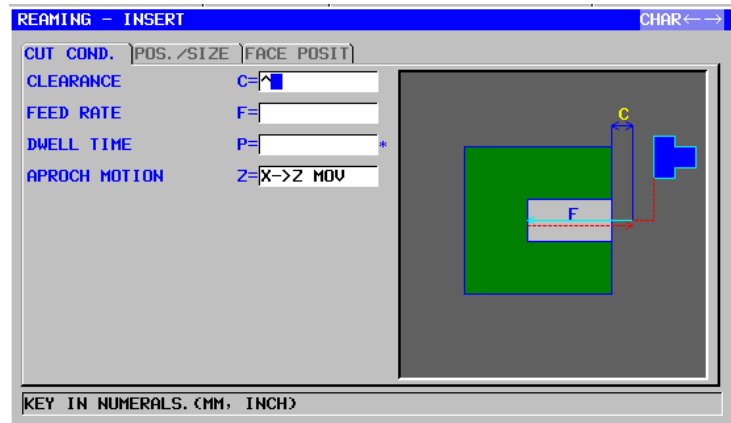 REAMING - INSERT CHAR←→
CUT COND. POS./SIZE FACE POSIT
CLEARANCE C=^
FEED RATE F=
DWELL TIME P= *
APROCH MOTION Z=X->Z MOV
C
F
KEY IN NUMERALS.(MM, INCH)